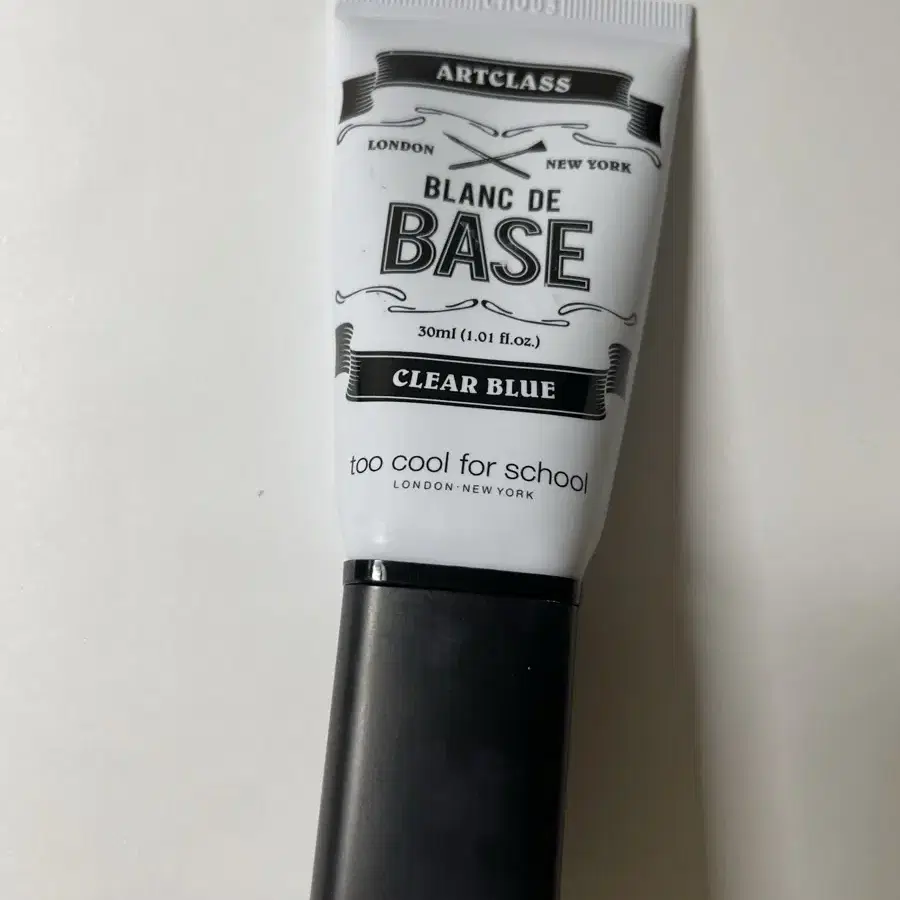 ARTCLASS
LONDON
NEW YORK
BLANC DE
BASE
30ml (1.01 fl.oz.)
CLEAR BLUE
too cool for school
LONDON·NEW YORK